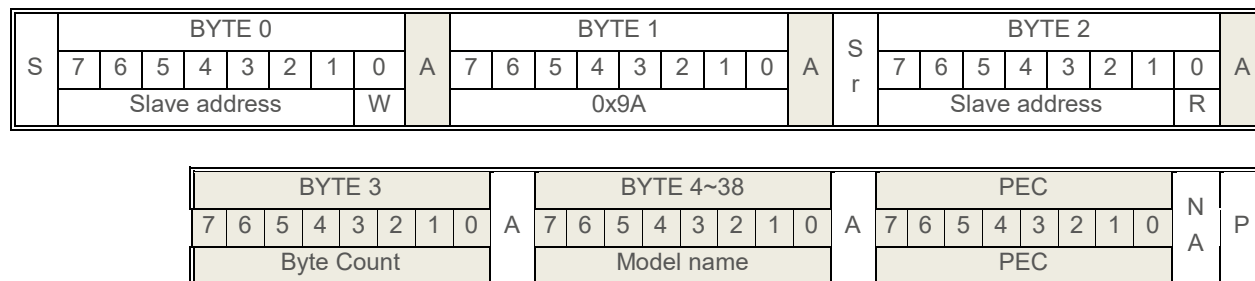 BYTE 0 BYTE 1 BYTE 2
S 7 6 5 4 3 2 1 0 A 7 6 5 4 3 2 1 0 A Sr 7 6 5 4 3 2 1 0 A
Slave address W 0x9A Slave address R
BYTE 3 BYTE 4~38 PEC
7 6 5 4 3 2 1 0 A 7 6 5 4 3 2 1 0 A 7 6 5 4 3 2 1 0 NA P
Byte Count Model name PEC